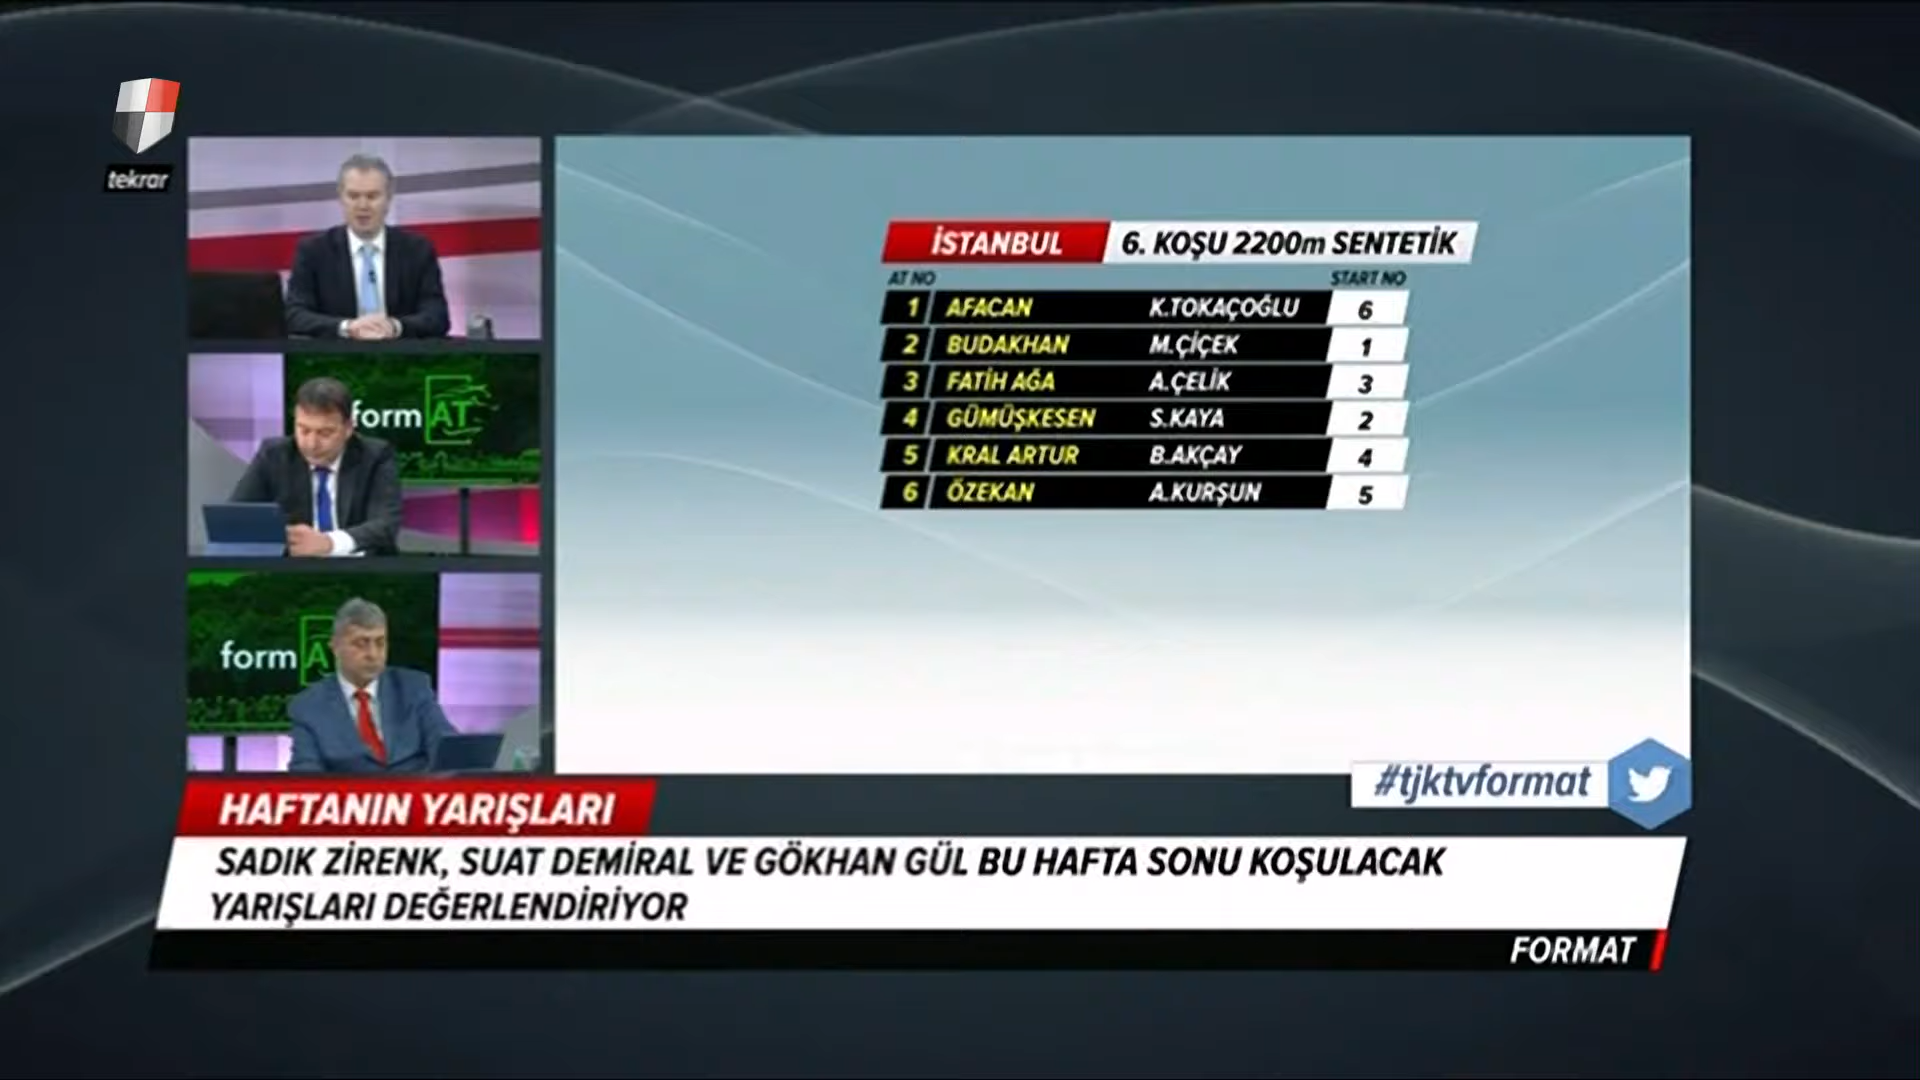 tekrar
İSTANBUL 6. KOŞU 2200m SENTETİK
AT NO START NO
1 AFACAN K.TOKAÇOĞLU 6
2 BUDAKHAN M.ÇİÇEK 1
3 FATİH AĞA A.ÇELİK 3
4 GÜMÜŞKESEN S.KAYA 2
5 KRAL ARTUR B.AKÇAY 4
6 ÖZEKAN A.KURŞUN 5
form AT
form A
#tjktvformat
HAFTANIN YARIŞLARI
SADIK ZİRENK, SUAT DEMİRAL VE GÖKHAN GÜL BU HAFTA SONU KOŞULACAK
YARIŞLARI DEĞERLENDİRİYOR
FORMAT